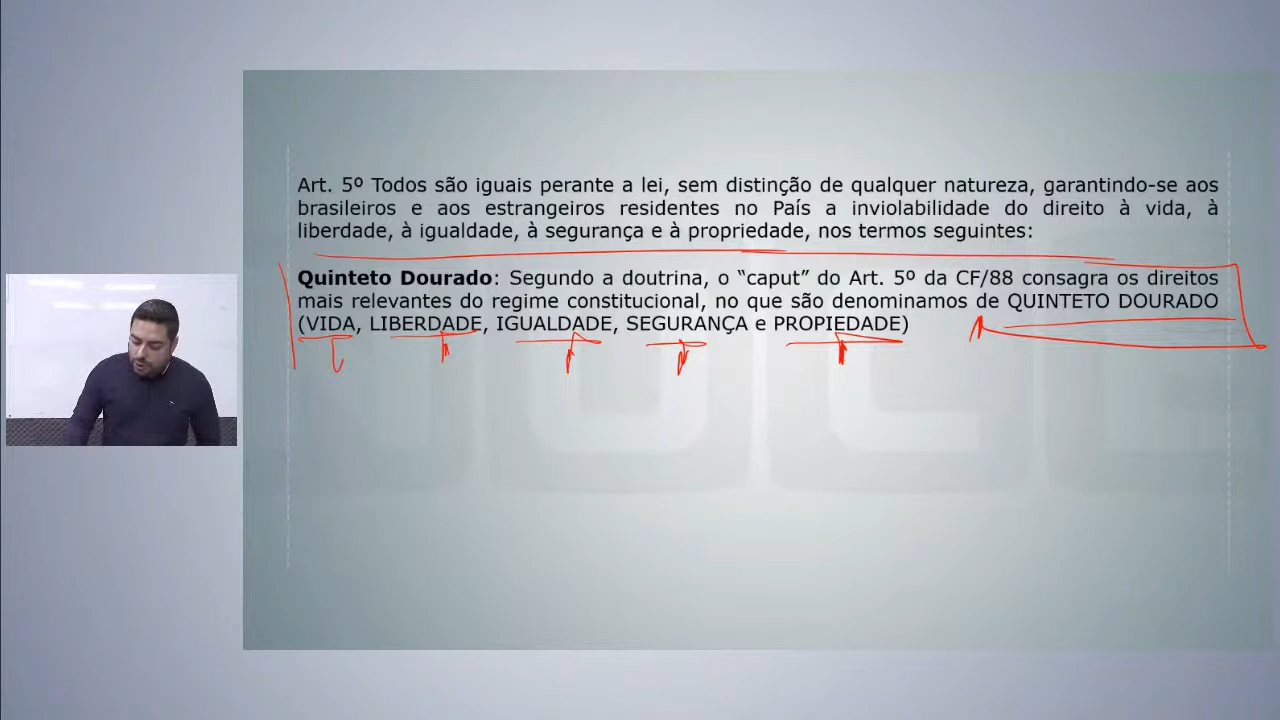 Art. 5º Todos são iguais perante a lei, sem distinção de qualquer natureza, garantindo-se aos
brasileiros e aos estrangeiros residentes no País a inviolabilidade do direito à vida, à
liberdade, à igualdade, à segurança e à propriedade, nos termos seguintes:
Quinteto Dourado: Segundo a doutrina, o “caput” do Art. 5º da CF/88 consagra os direitos
mais relevantes do regime constitucional, no que são denominamos de QUINTETO DOURADO
(VIDA, LIBERDADE, IGUALDADE, SEGURANÇA e PROPIEDADE)